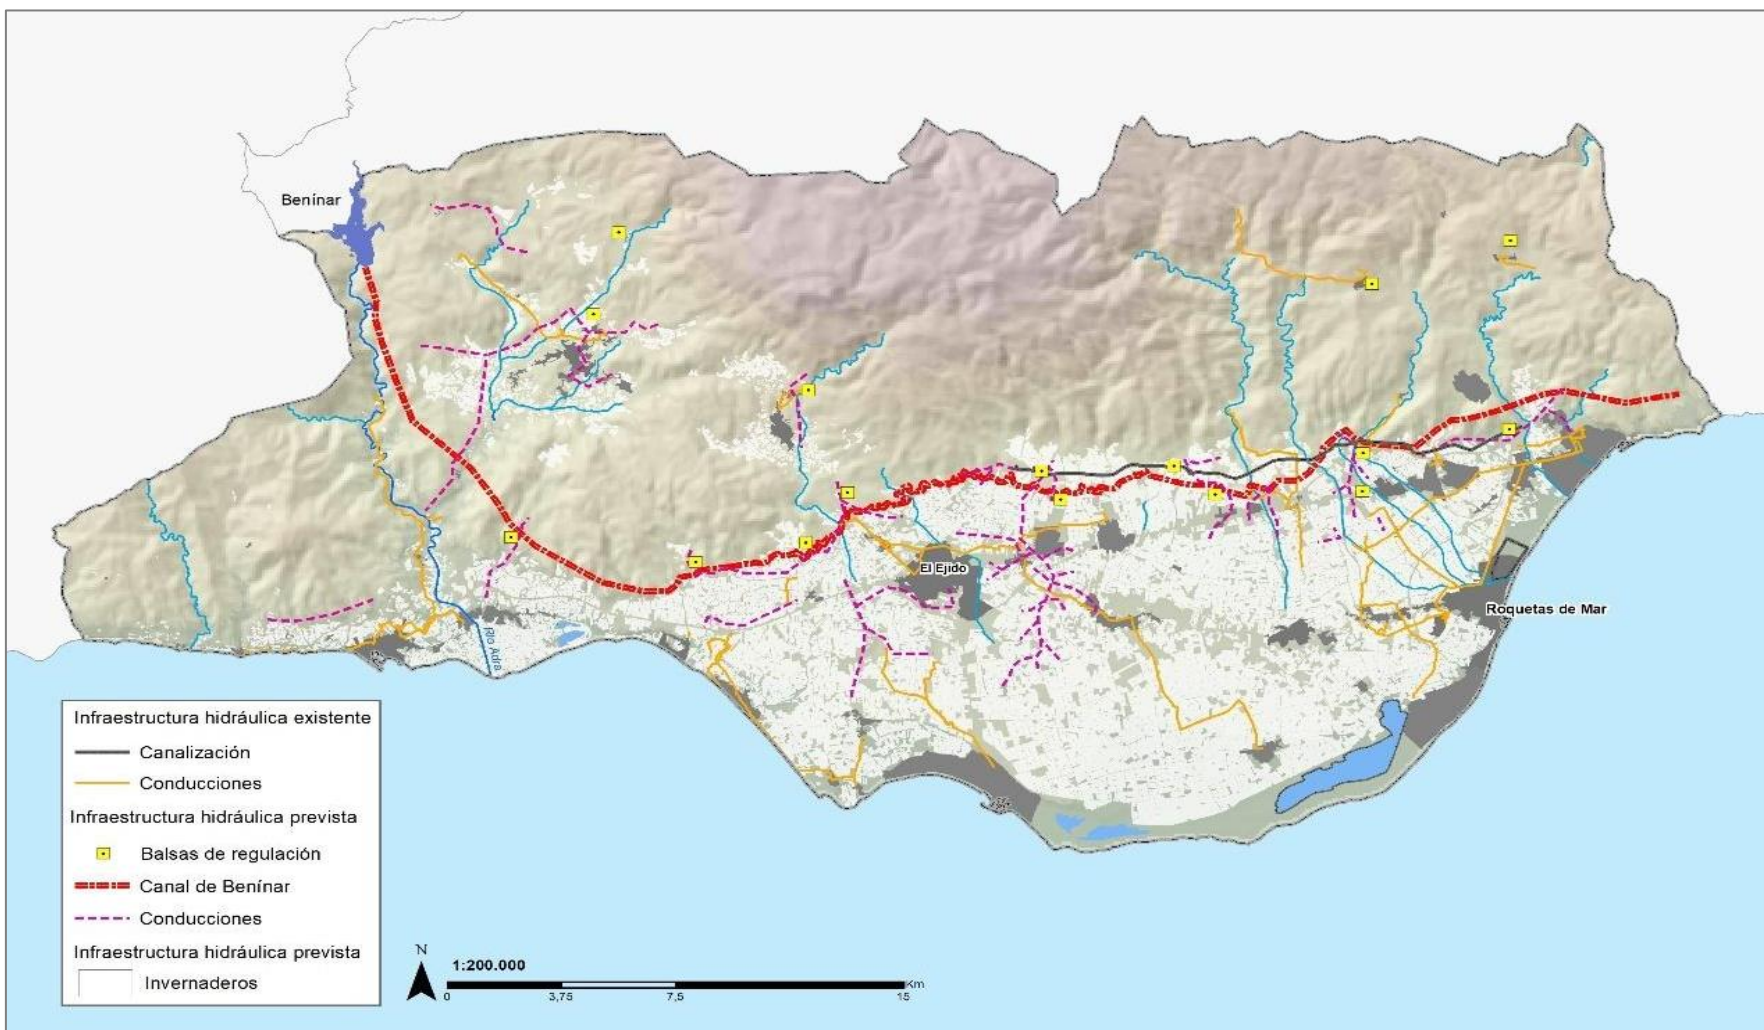 Benínar
El Ejido
Roquetas de Mar
Río Adra
Infraestructura hidráulica existente
Canalización
Conducciones
Infraestructura hidráulica prevista
Balsas de regulación
Canal de Benínar
Conducciones
Infraestructura hidráulica prevista
Invernaderos
N
1:200.000
0 3,75 7,5 15 Km